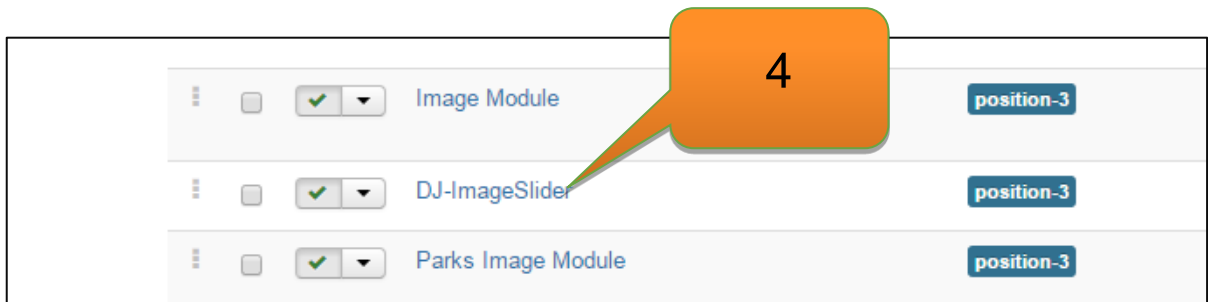 4
Image Module position-3
DJ-ImageSlider position-3
Parks Image Module position-3